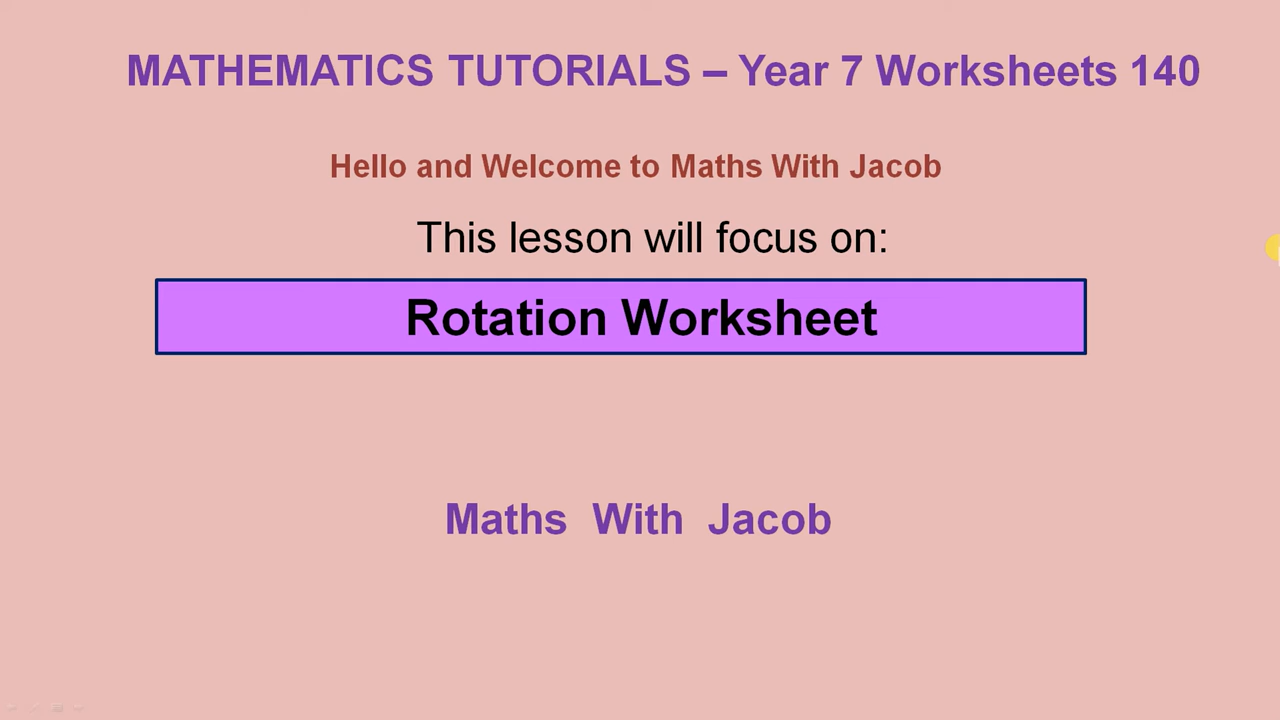 MATHEMATICS TUTORIALS – Year 7 Worksheets 140
Hello and Welcome to Maths With Jacob
This lesson will focus on:
Rotation Worksheet
Maths With Jacob